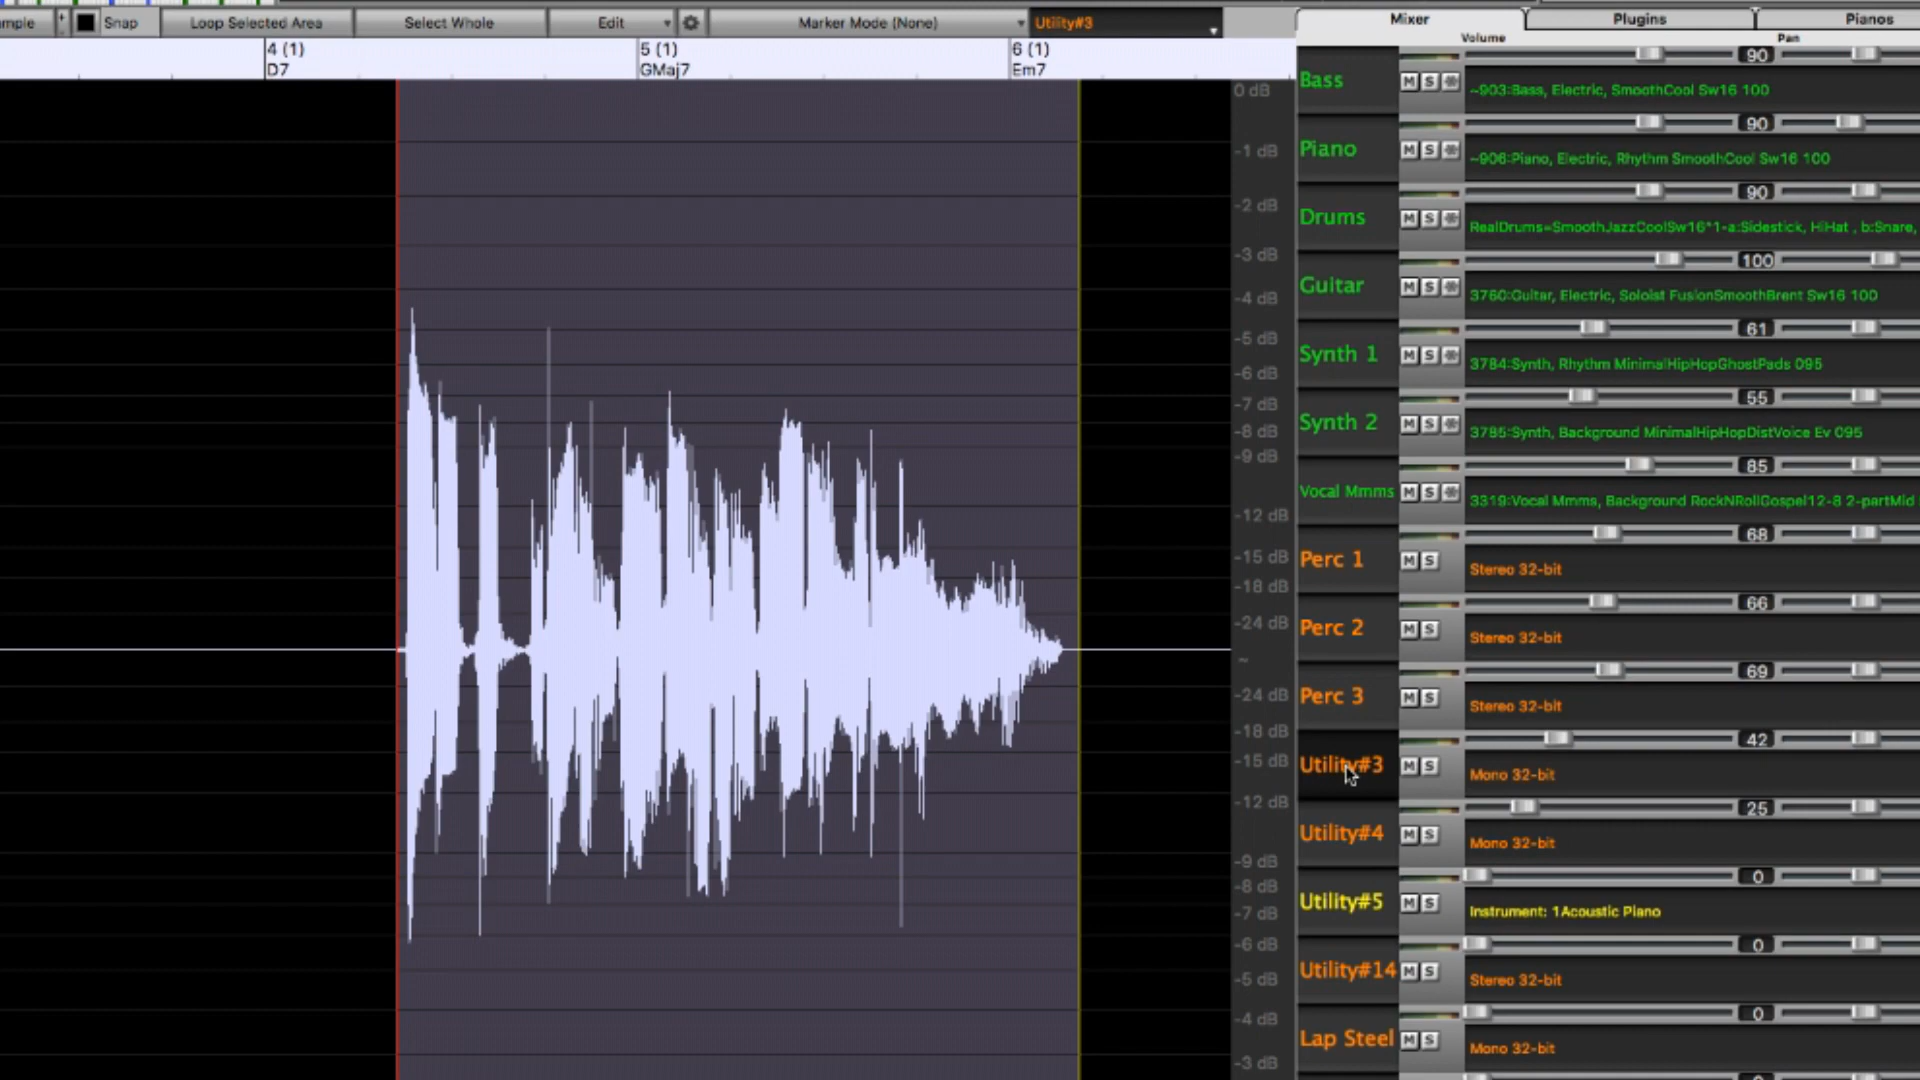 mple + - Snap Loop Selected Area Select Whole Edit Marker Mode (None) Utility#3
4 (1) 5 (1) 6 (1)
D7 GMaj7 Em7
0 dB
-1 dB
-2 dB
-3 dB
-4 dB
-5 dB
-6 dB
-7 dB
-8 dB
-9 dB
-12 dB
-15 dB
-18 dB
-24 dB
~
-24 dB
-18 dB
-15 dB
-12 dB
-9 dB
-8 dB
-7 dB
-6 dB
-5 dB
-4 dB
-3 dB
Mixer Plugins Pianos
Volume Pan
90
Bass M S ~903:Bass, Electric, SmoothCool Sw16 100
90
Piano M S ~906:Piano, Electric, Rhythm SmoothCool Sw16 100
90
Drums M S RealDrums=SmoothJazzCoolSw16^1-a:Sidestick, HiHat , b:Snare,
100
Guitar M S 3760:Guitar, Electric, Soloist FusionSmoothBrent Sw16 100
61
Synth 1 M S 3784:Synth, Rhythm MinimalHipHopGhostPads 095
55
Synth 2 M S 3785:Synth, Background MinimalHipHopDistVoice Ev 095
85
Vocal Mmms M S 3319:Vocal Mmms, Background RockNRollGospel12-8 2-partMid
68
Perc 1 M S Stereo 32-bit
66
Perc 2 M S Stereo 32-bit
69
Perc 3 M S Stereo 32-bit
42
Utility#3 M S Mono 32-bit
25
Utility#4 M S Mono 32-bit
0
Utility#5 M S Instrument: 1Acoustic Piano
0
Utility#14 M S Stereo 32-bit
0
Lap Steel M S Mono 32-bit